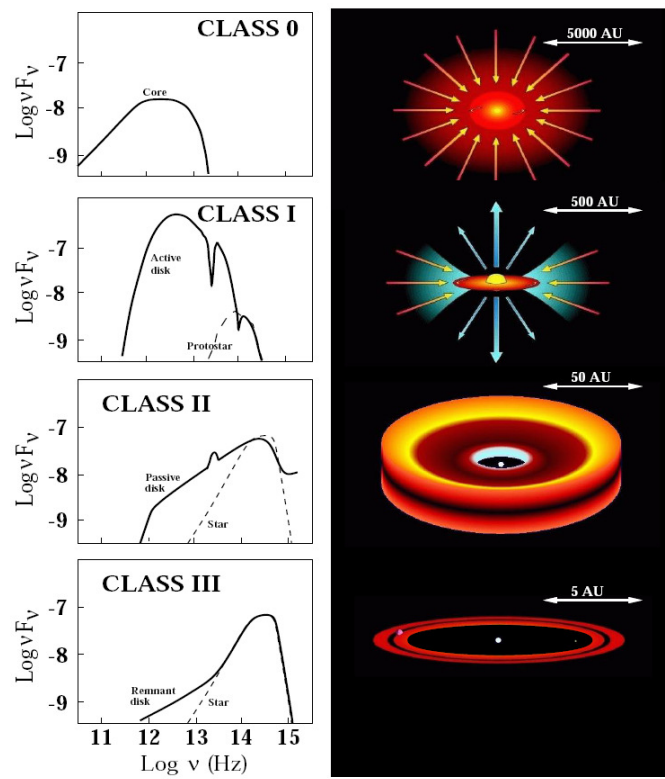 CLASS 0
5000 AU
-7
-8
-9
Log νFν
Core
CLASS I
500 AU
-7
-8
-9
Log νFν
Active
disk
Protostar
CLASS II
50 AU
-7
-8
-9
Log νFν
Passive
disk
Star
CLASS III
5 AU
-7
-8
-9
Log νFν
Remnant
disk
Star
11 12 13 14 15
Log ν (Hz)